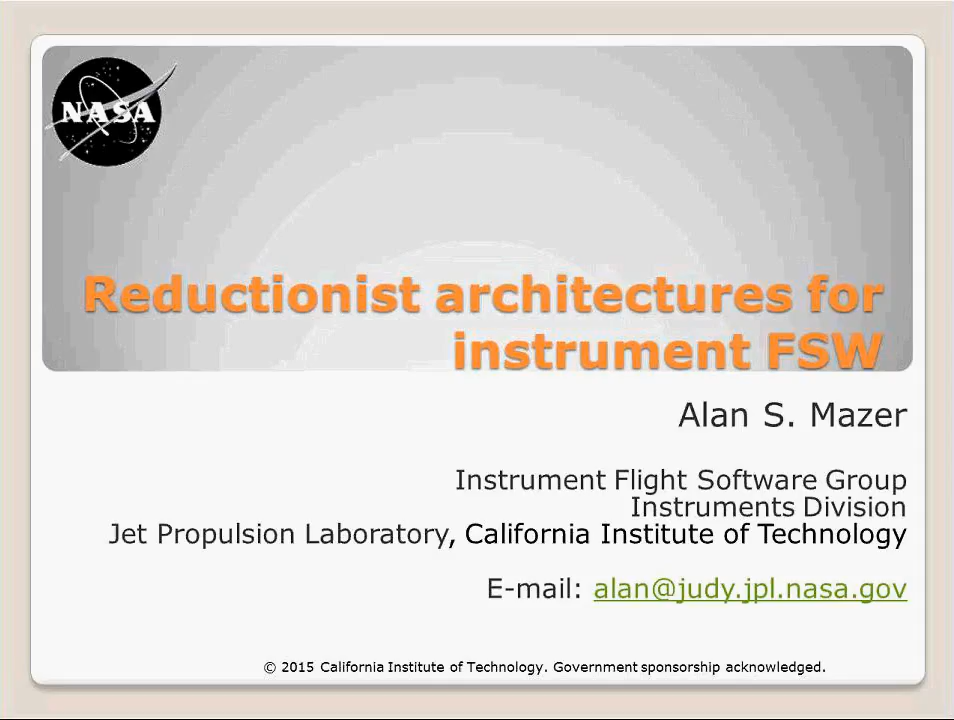 NASA
Reductionist architectures for
instrument FSW
Alan S. Mazer
Instrument Flight Software Group
Instruments Division
Jet Propulsion Laboratory, California Institute of Technology
E-mail: alan@judy.jpl.nasa.gov
© 2015 California Institute of Technology. Government sponsorship acknowledged.